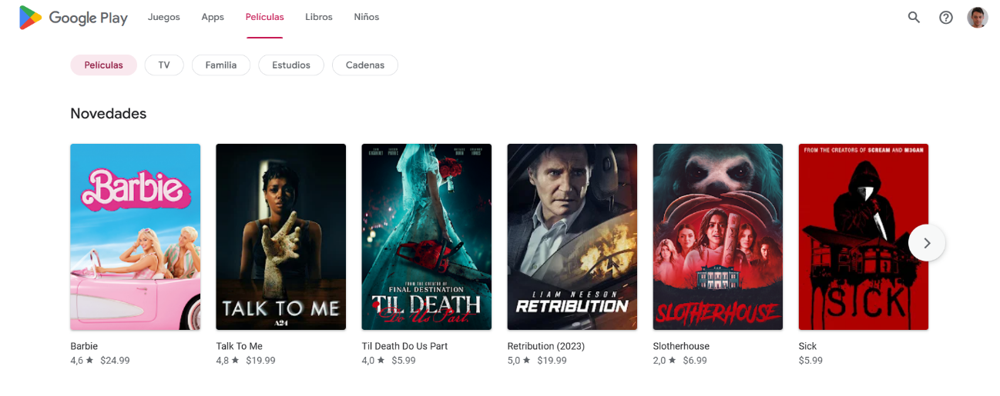 Google Play
Juegos
Apps
Películas
Libros
Niños
Películas
TV
Familia
Estudios
Cadenas
Novedades
Barbie
TALK TO ME
A24
FROM THE CREATOR OF
FINAL DESTINATION
TIL DEATH
Do Us Part
LIAM NEESON
RETRIBUTION
SLOTHERHOUSE
FROM THE CREATORS OF SCREAM AND M3GAN
SICK
Barbie
4,6 ★ $24.99
Talk To Me
4,8 ★ $19.99
Til Death Do Us Part
4,0 ★ $5.99
Retribution (2023)
5,0 ★ $19.99
Slotherhouse
2,0 ★ $6.99
Sick
$5.99